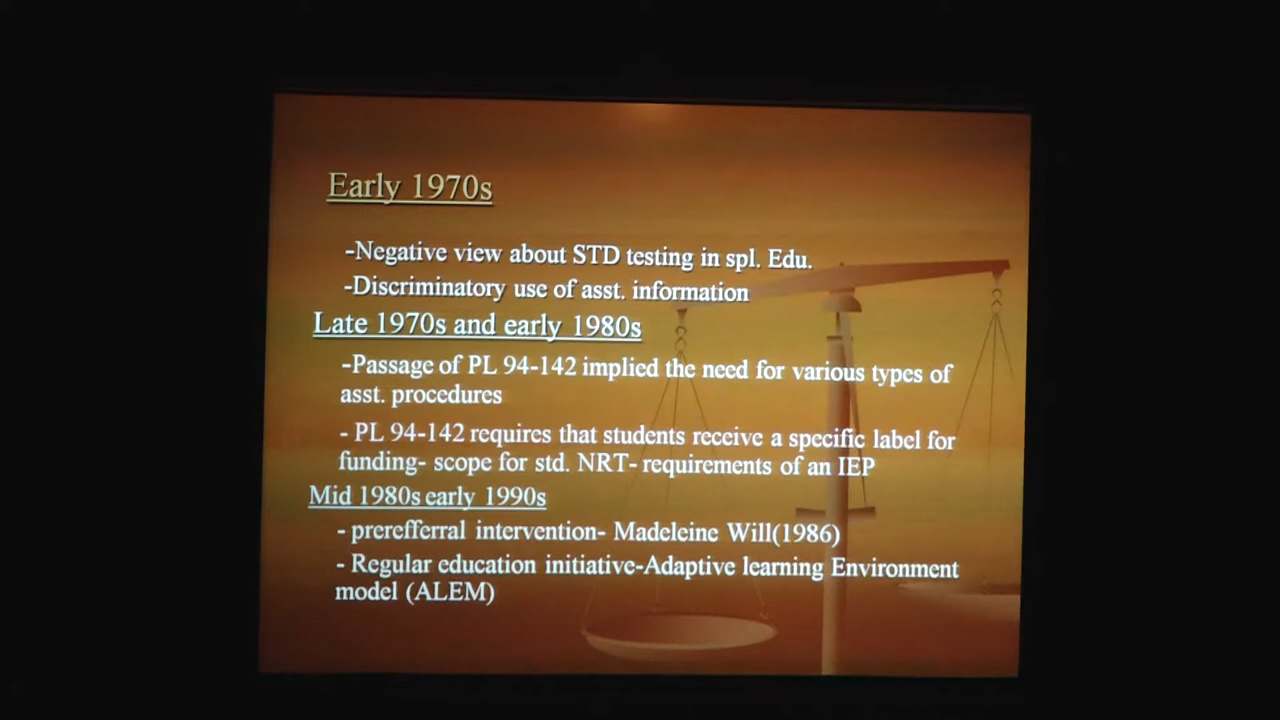 Early 1970s
-Negative view about STD testing in spl. Edu.
-Discriminatory use of asst. information
Late 1970s and early 1980s
-Passage of PL 94-142 implied the need for various types of
asst. procedures
- PL 94-142 requires that students receive a specific label for
funding- scope for std. NRT- requirements of an IEP
Mid 1980s early 1990s
- prerefferral intervention- Madeleine Will(1986)
- Regular education initiative-Adaptive learning Environment
model (ALEM)